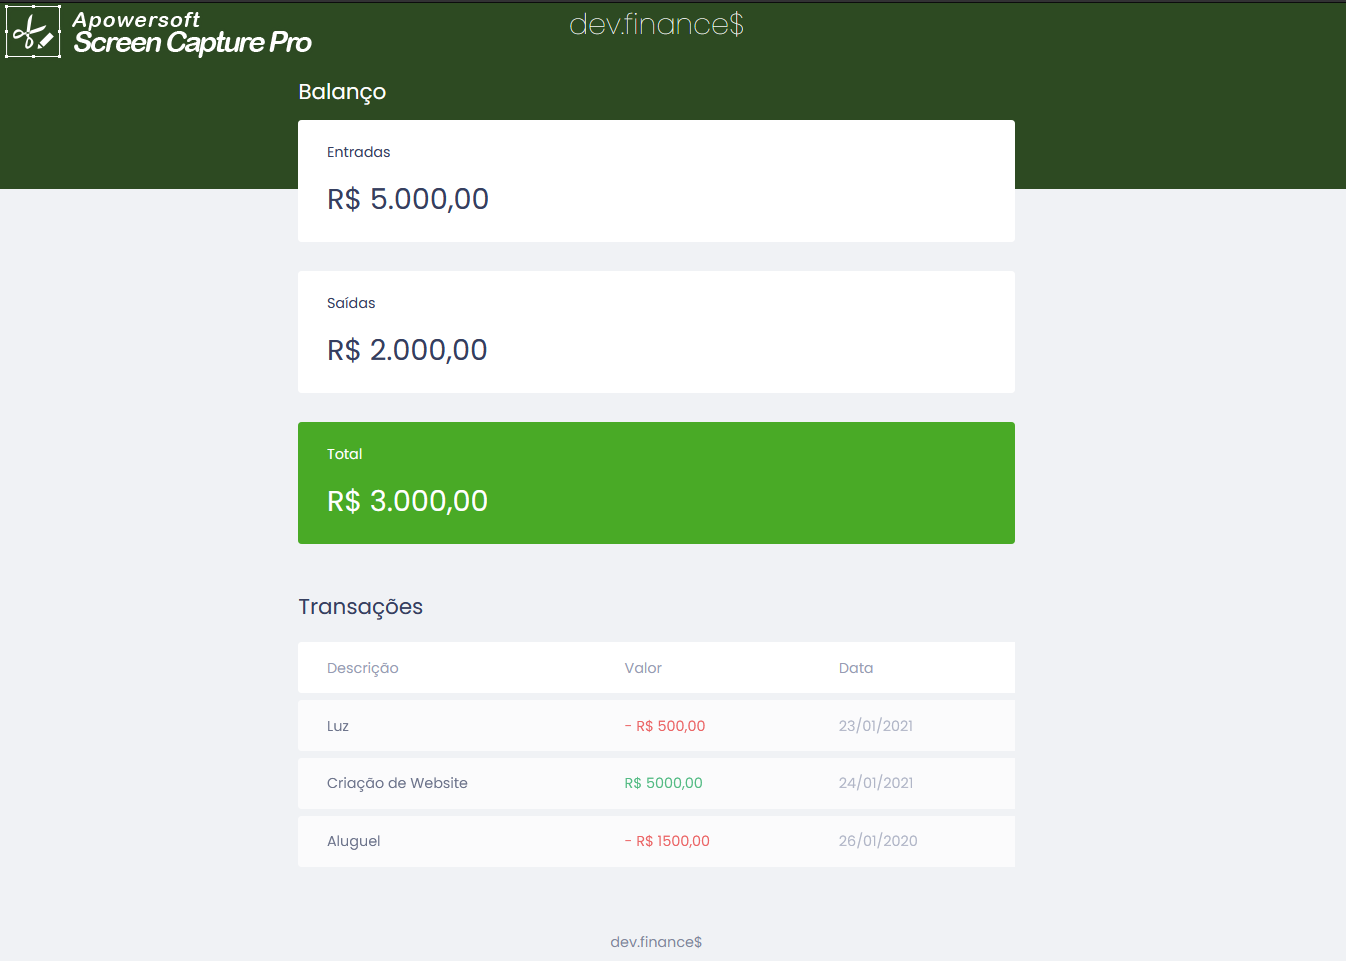 Apowersoft
Screen Capture Pro
dev.finance$
Balanço
Entradas
R$ 5.000,00
Saídas
R$ 2.000,00
Total
R$ 3.000,00
Transações
Descrição Valor Data
Luz - R$ 500,00 23/01/2021
Criação de Website R$ 5000,00 24/01/2021
Aluguel - R$ 1500,00 26/01/2020
dev.finance$